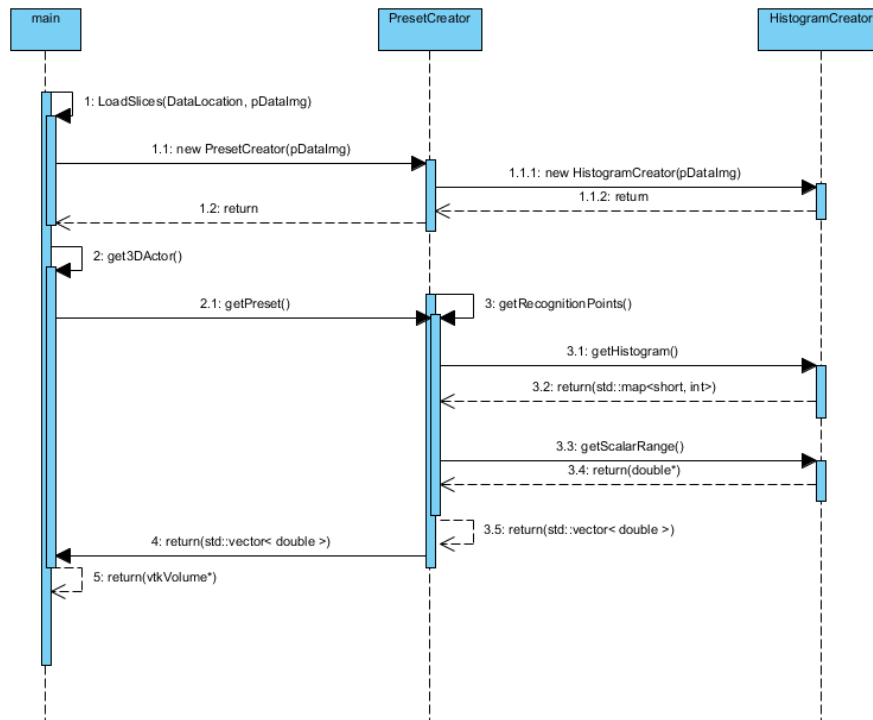 main
PresetCreator
HistogramCreator
1: LoadSlices(DataLocation, pDataImg)
1.1: new PresetCreator(pDataImg)
1.1.1: new HistogramCreator(pDataImg)
1.1.2: return
1.2: return
2: get3DActor()
2.1: getPreset()
3: getRecognitionPoints()
3.1: getHistogram()
3.2: return(std::map<short, int>)
3.3: getScalarRange()
3.4: return(double*)
3.5: return(std::vector< double >)
4: return(std::vector< double >)
5: return(vtkVolume*)